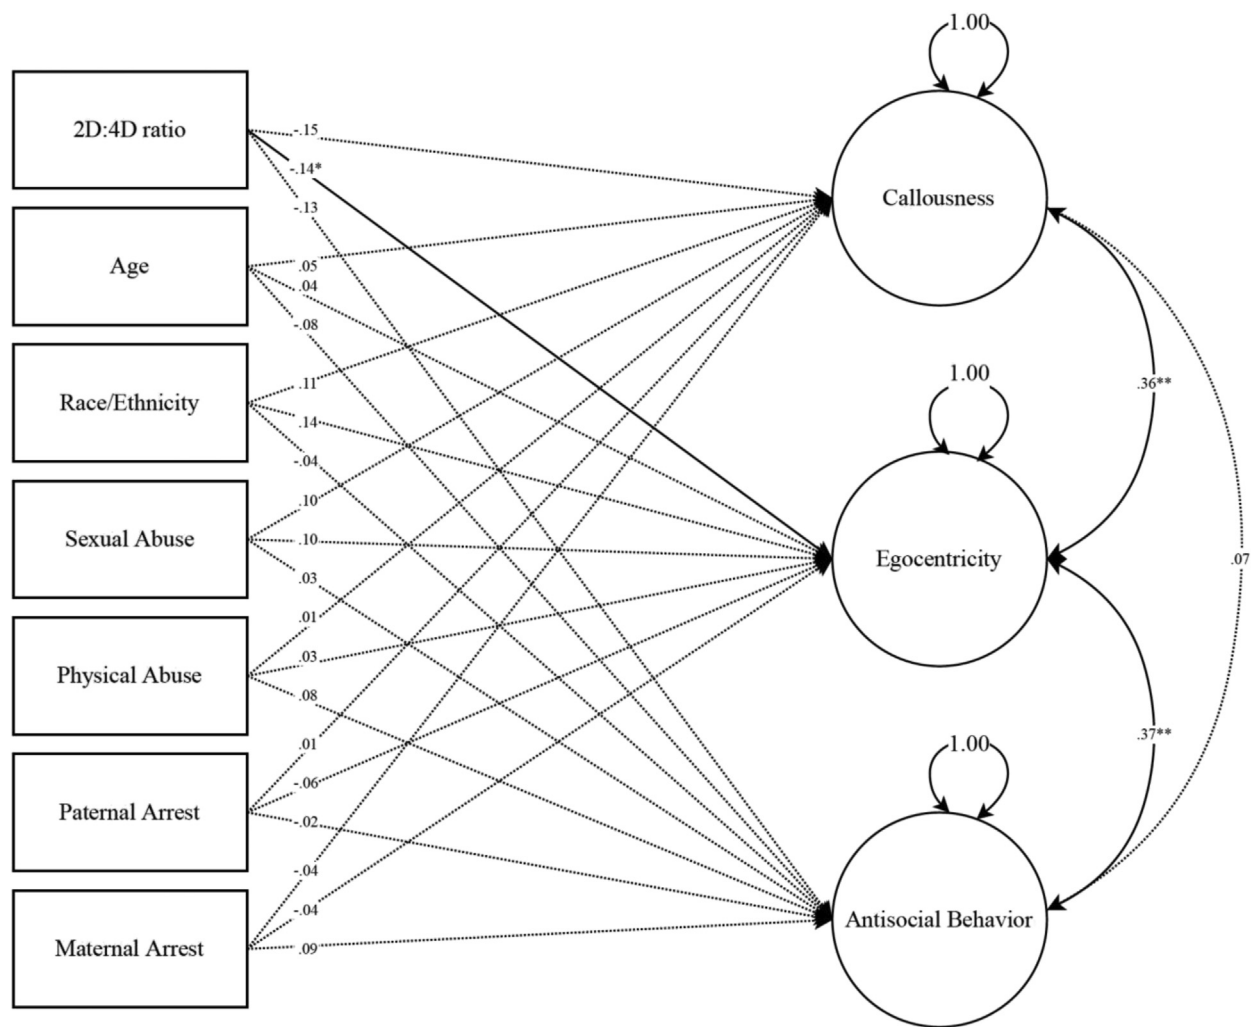 1.00
2D:4D ratio
-.15
-.14*
-.13
Callousness
Age
.05
.04
-.08
1.00
.36**
Race/Ethnicity
.11
.14
-.04
Sexual Abuse
.10
.10
.03
Egocentricity
.07
Physical Abuse
.01
.03
.08
1.00
.37**
Paternal Arrest
.01
-.06
-.02
Maternal Arrest
-.04
-.04
.09
Antisocial Behavior